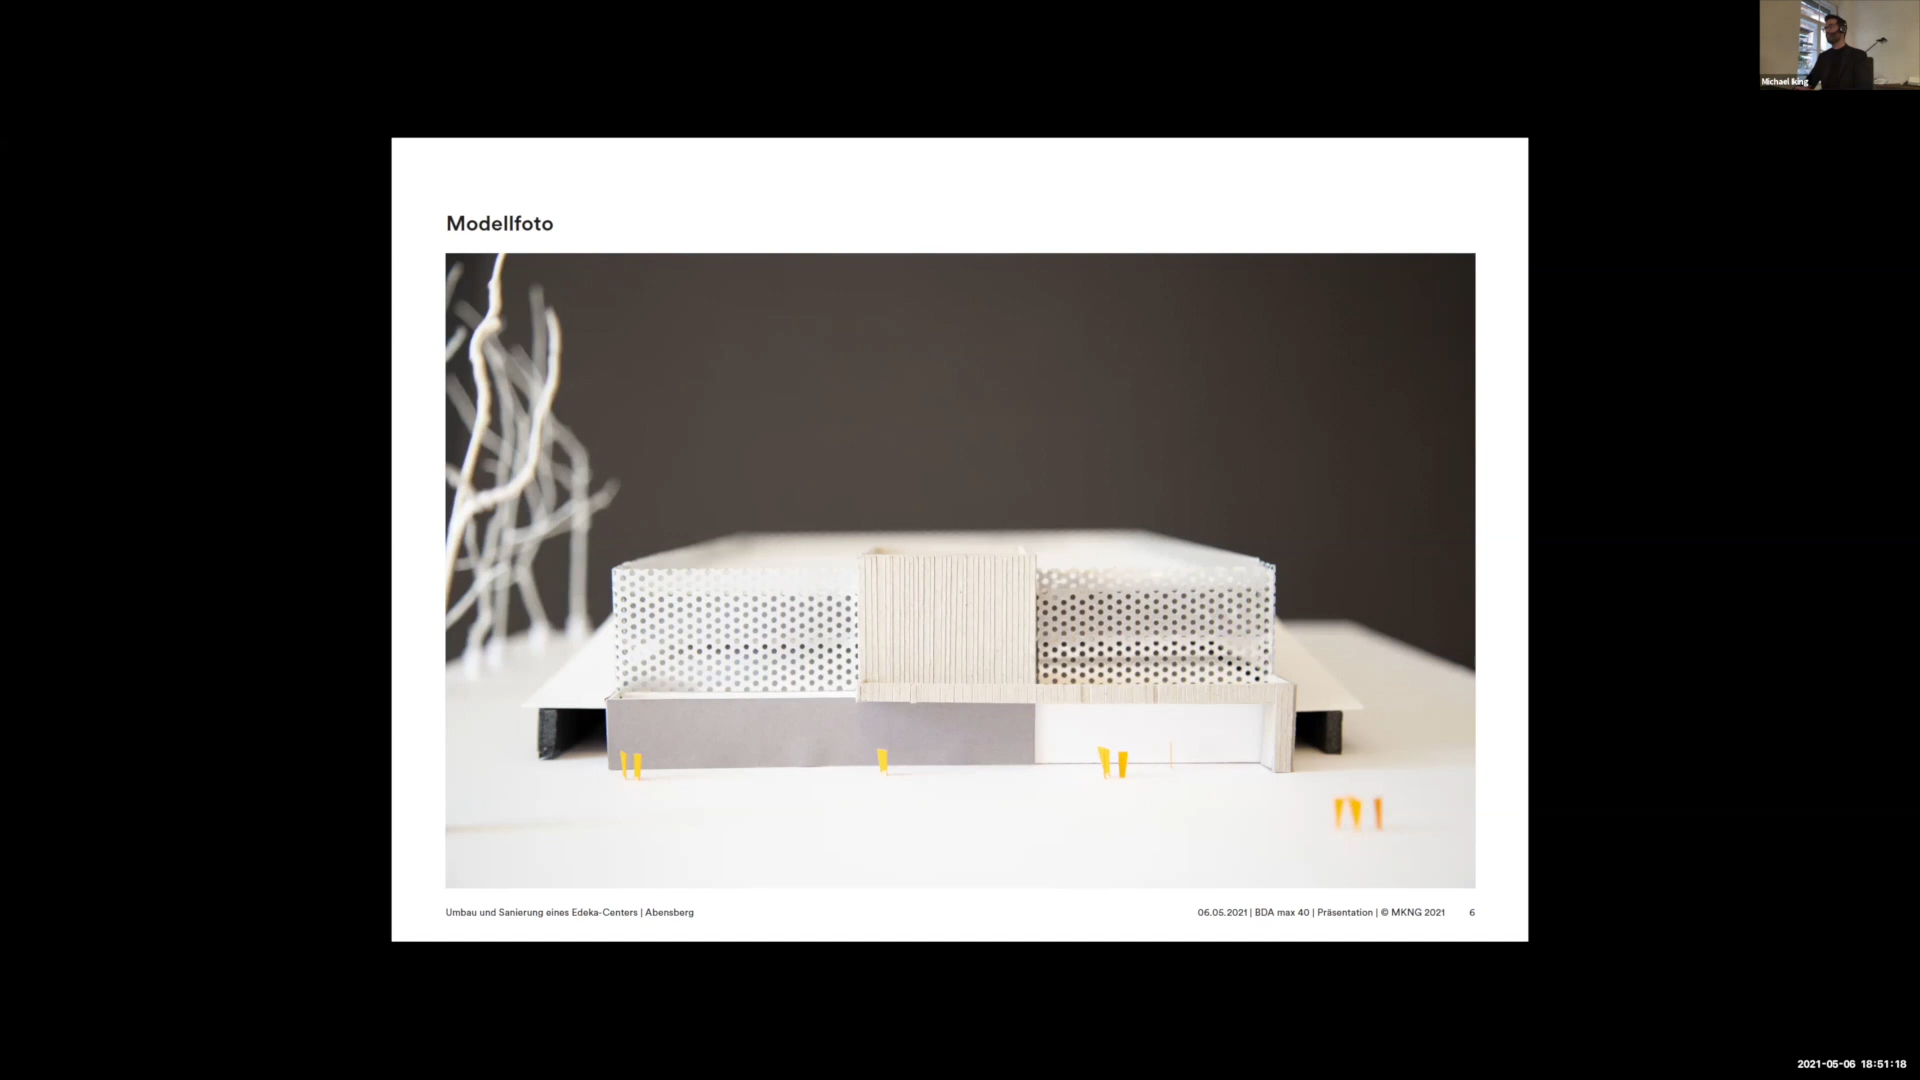 Michael Iking
Modellfoto
Umbau und Sanierung eines Edeka-Centers | Abensberg
06.05.2021 | BDA max 40 | Präsentation | © MKNG 2021 6
2021-05-06 18:51:18